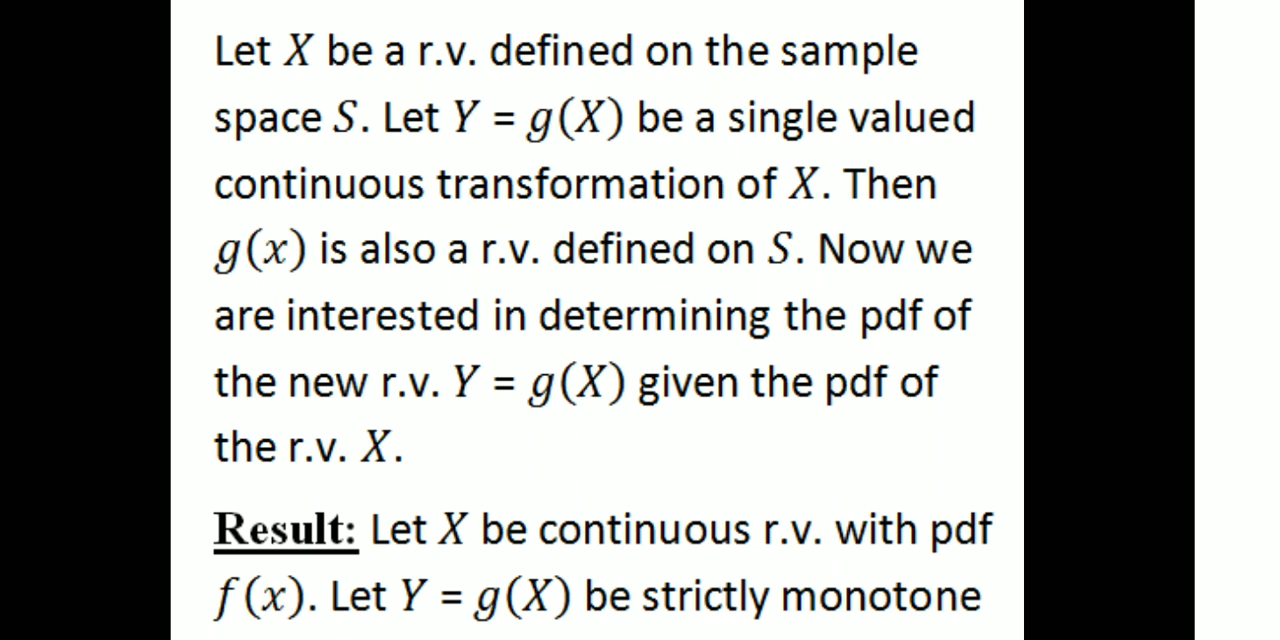 Let X be a r.v. defined on the sample
space S. Let Y = g(X) be a single valued
continuous transformation of X. Then
g(x) is also a r.v. defined on S. Now we
are interested in determining the pdf of
the new r.v. Y = g(X) given the pdf of
the r.v. X.
Result: Let X be continuous r.v. with pdf
f(x). Let Y = g(X) be strictly monotone